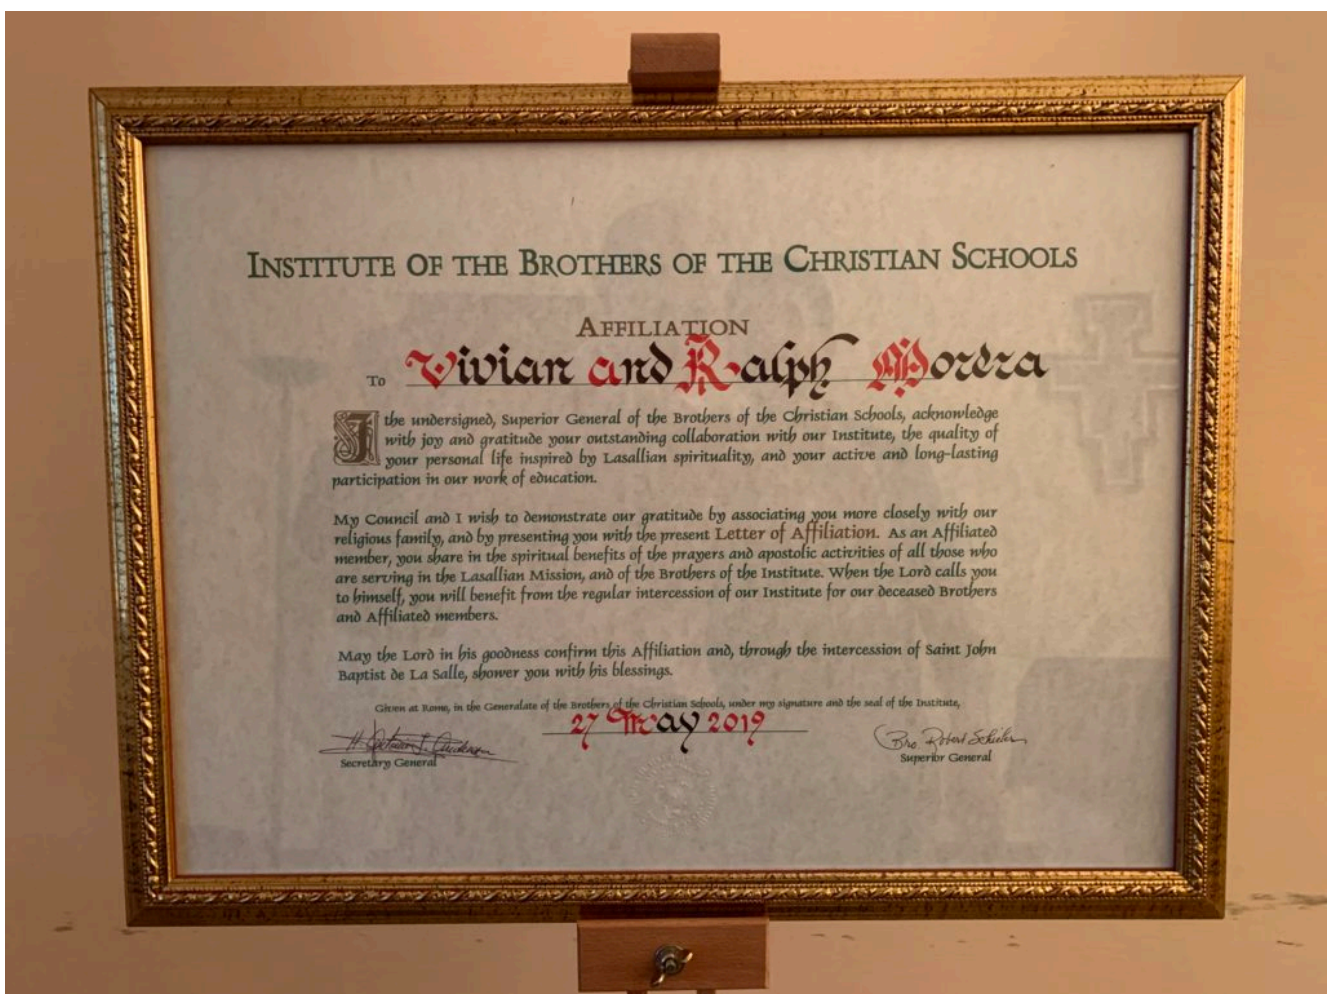 INSTITUTE OF THE BROTHERS OF THE CHRISTIAN SCHOOLS
AFFILIATION
To Vivian and Ralph Morera
I the undersigned, Superior General of the Brothers of the Christian Schools, acknowledge
with joy and gratitude your outstanding collaboration with our Institute, the quality of
your personal life inspired by Lasallian spirituality, and your active and long-lasting
participation in our work of education.
My Council and I wish to demonstrate our gratitude by associating you more closely with our
religious family, and by presenting you with the present Letter of Affiliation. As an Affiliated
member, you share in the spiritual benefits of the prayers and apostolic activities of all those who
are serving in the Lasallian Mission, and of the Brothers of the Institute. When the Lord calls you
to himself, you will benefit from the regular intercession of our Institute for our deceased Brothers
and Affiliated members.
May the Lord in his goodness confirm this Affiliation and, through the intercession of Saint John
Baptist de La Salle, shower you with his blessings.
Given at Rome, in the Generalate of the Brothers of the Christian Schools, under my signature and the seal of the Institute,
27 May 2019
Bro. Robert Schieler
Secretary General
Superior General